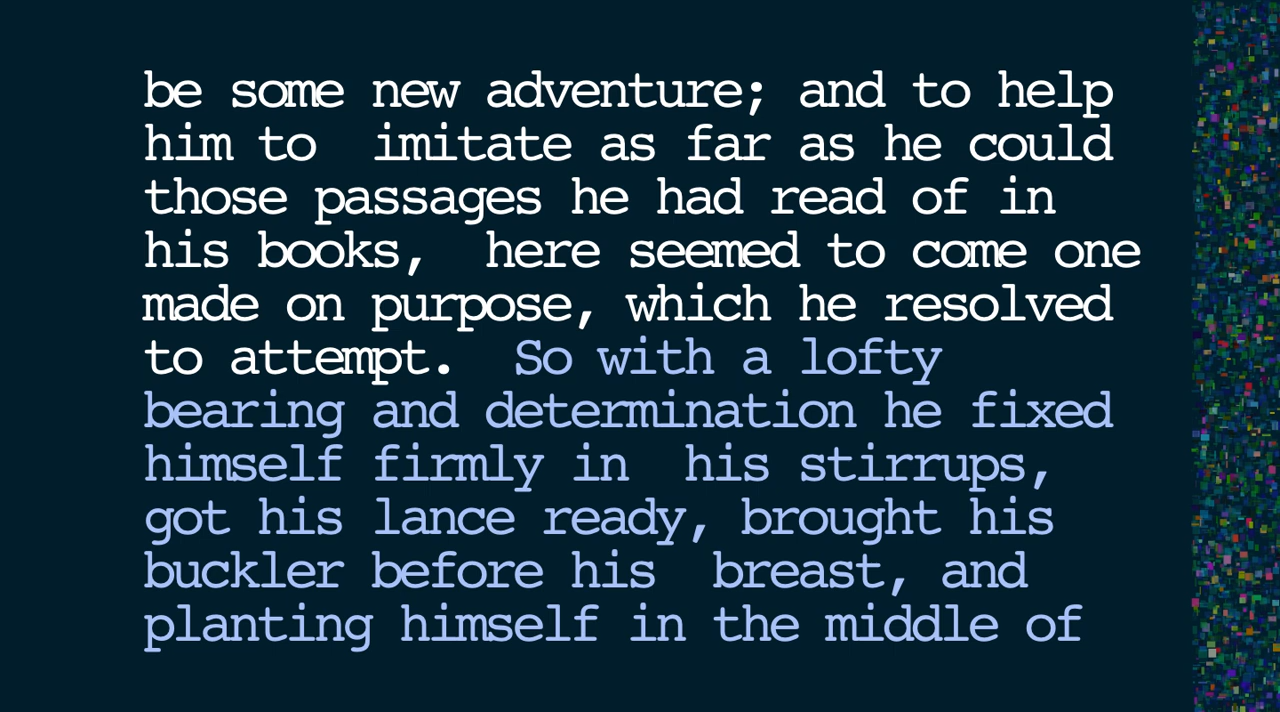 be some new adventure; and to help
him to  imitate as far as he could
those passages he had read of in
his books,  here seemed to come one
made on purpose, which he resolved
to attempt.  So with a lofty
bearing and determination he fixed
himself firmly in  his stirrups,
got his lance ready, brought his
buckler before his  breast, and
planting himself in the middle of